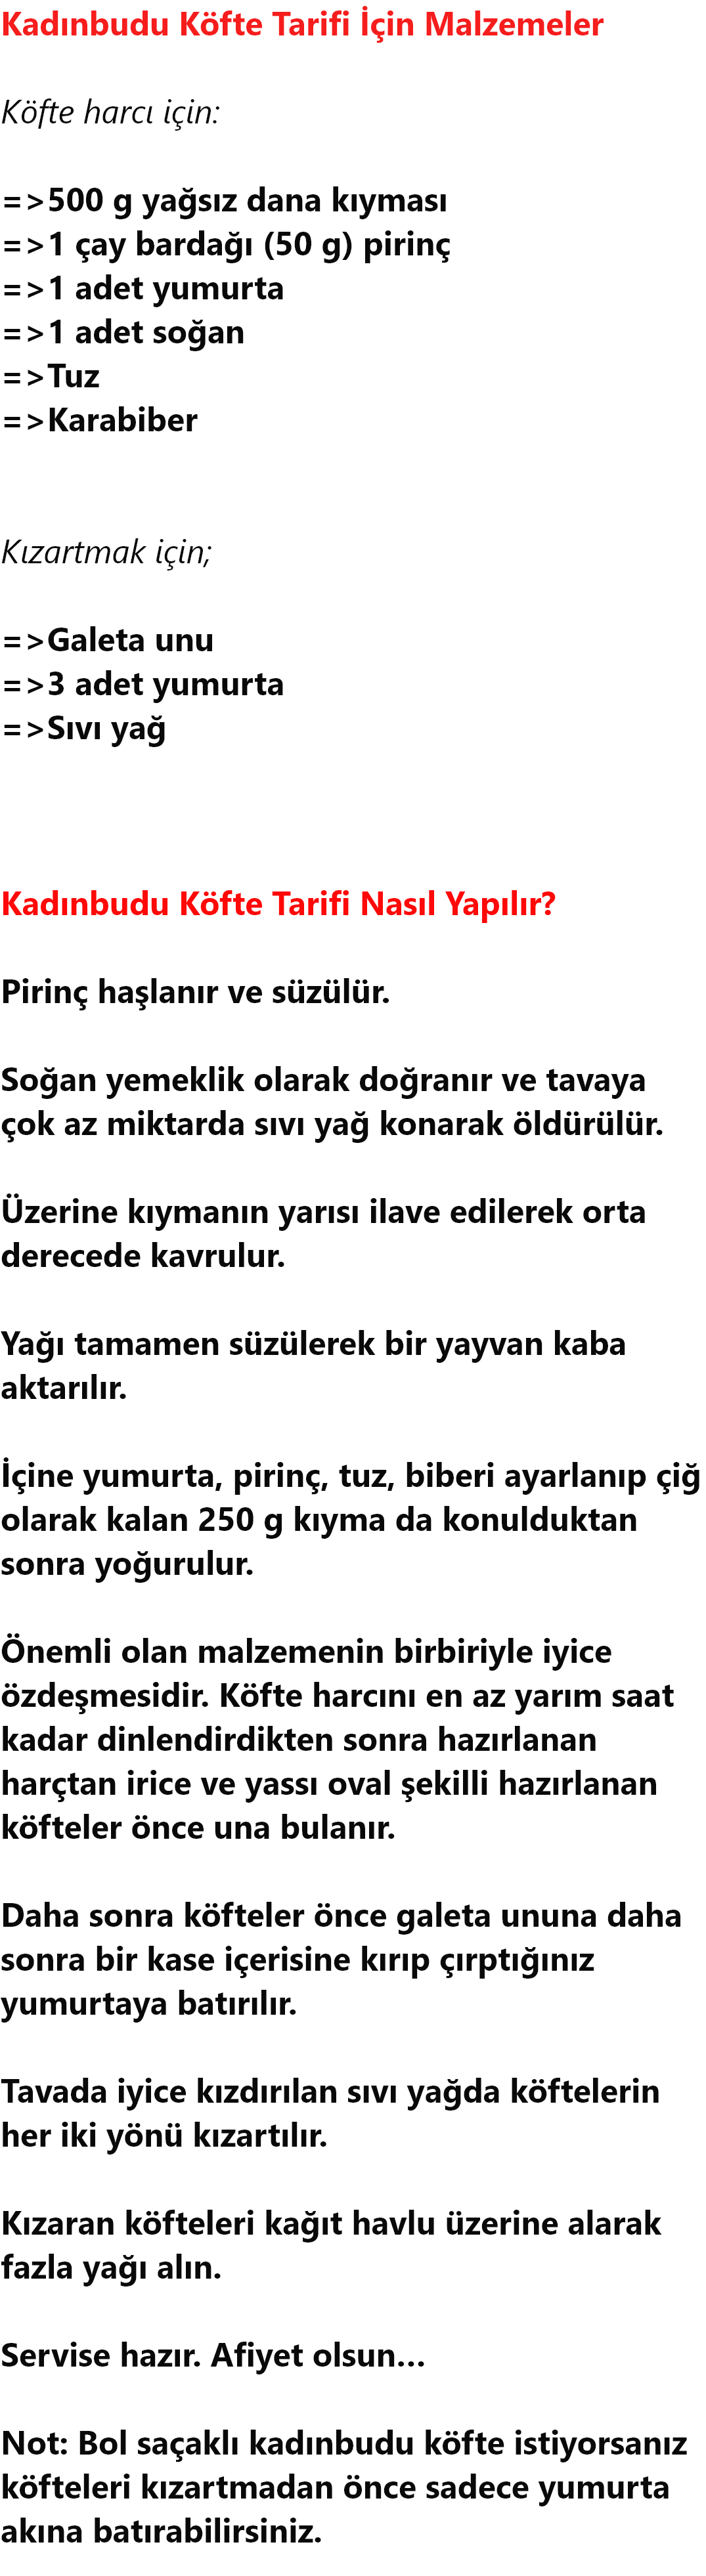 Kadınbudu Köfte Tarifi İçin Malzemeler
Köfte harcı için:
=>500 g yağsız dana kıyması
=>1 çay bardağı (50 g) pirinç
=>1 adet yumurta
=>1 adet soğan
=>Tuz
=>Karabiber
Kızartmak için;
=>Galeta unu
=>3 adet yumurta
=>Sıvı yağ
Kadınbudu Köfte Tarifi Nasıl Yapılır?
Pirinç haşlanır ve süzülür.
Soğan yemeklik olarak doğranır ve tavaya
çok az miktarda sıvı yağ konarak öldürülür.
Üzerine kıymanın yarısı ilave edilerek orta
derecede kavrulur.
Yağı tamamen süzülerek bir yayvan kaba
aktarılır.
İçine yumurta, pirinç, tuz, biberi ayarlanıp çiğ
olarak kalan 250 g kıyma da konulduktan
sonra yoğurulur.
Önemli olan malzemenin birbiriyle iyice
özdeşmesidir. Köfte harcını en az yarım saat
kadar dinlendirdikten sonra hazırlanan
harçtan irice ve yassı oval şekilli hazırlanan
köfteler önce una bulanır.
Daha sonra köfteler önce galeta ununa daha
sonra bir kase içerisine kırıp çırptığınız
yumurtaya batırılır.
Tavada iyice kızdırılan sıvı yağda köftelerin
her iki yönü kızartılır.
Kızaran köfteleri kağıt havlu üzerine alarak
fazla yağı alın.
Servise hazır. Afiyet olsun…
Not: Bol saçaklı kadınbudu köfte istiyorsanız
köfteleri kızartmadan önce sadece yumurta
akına batırabilirsiniz.